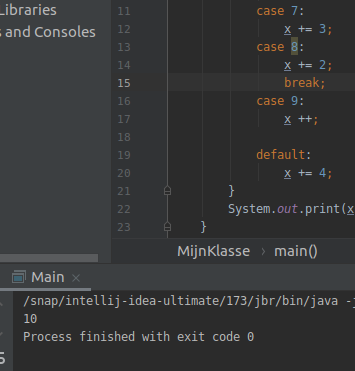 Libraries
s and Consoles
11 case 7:
12 x += 3;
13 case 8:
14 x += 2;
15 break;
16 case 9:
17 x ++;
18
19 default:
20 x += 4;
21 }
22 System.out.print(x
23 }
MijnKlasse › main()
Main ×
/snap/intellij-idea-ultimate/173/jbr/bin/java -j
10
Process finished with exit code 0